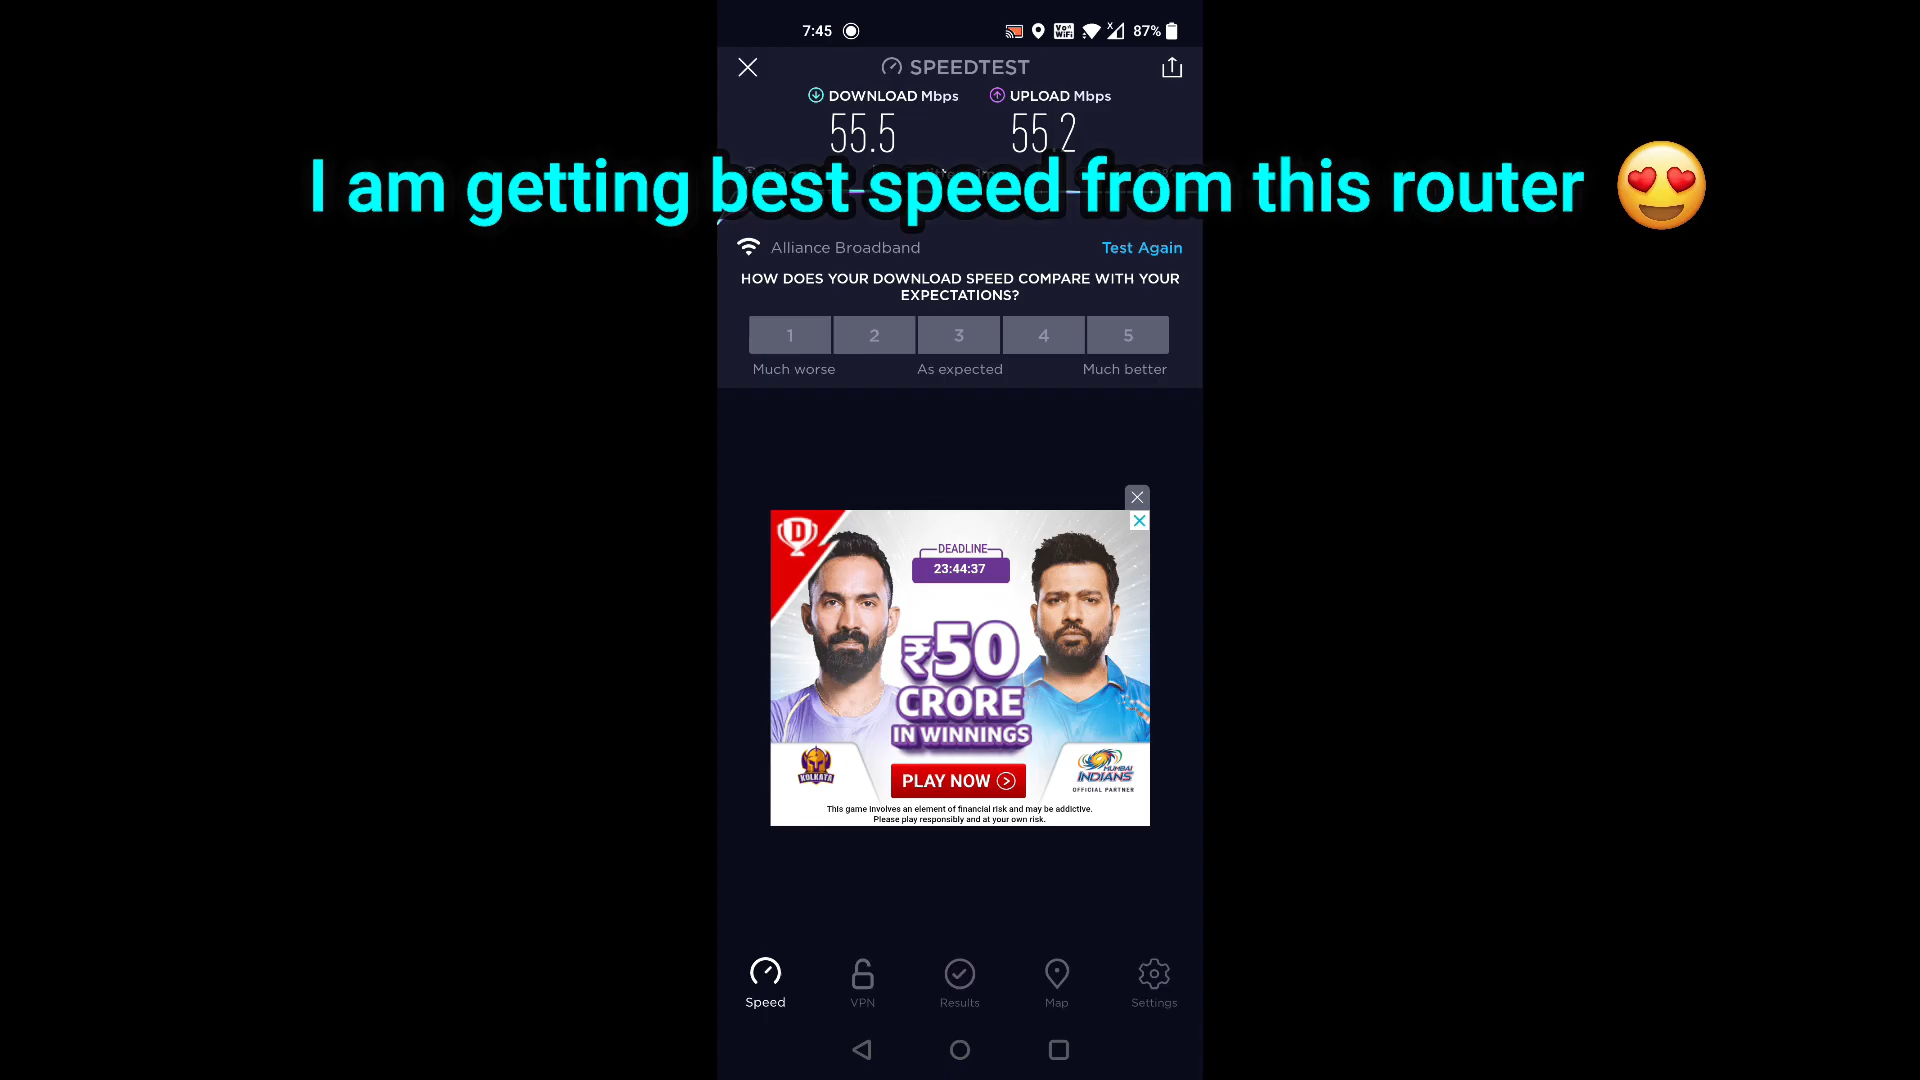 7:45
Vo WiFi
87%
SPEEDTEST
DOWNLOAD Mbps
UPLOAD Mbps
55.5
55.2
I am getting best speed from this router 😍
Alliance Broadband
Test Again
HOW DOES YOUR DOWNLOAD SPEED COMPARE WITH YOUR
EXPECTATIONS?
1 2 3 4 5
Much worse
As expected
Much better
D
DEADLINE
23:44:37
₹50
CRORE
IN WINNINGS
KOLKATA
PLAY NOW
MUMBAI
INDIANS
OFFICIAL PARTNER
This game involves an element of financial risk and may be addictive.
Please play responsibly and at your own risk.
Speed
VPN
Results
Map
Settings